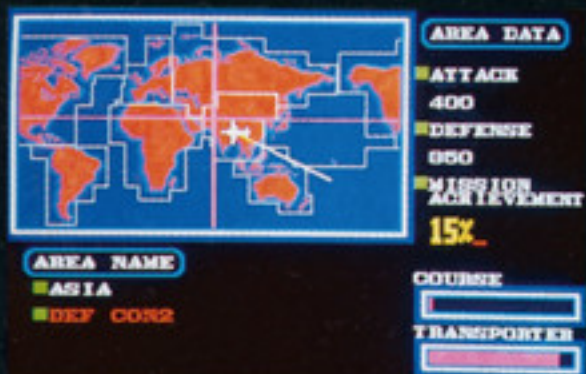 AREA DATA
ATTACK
400
DEFENSE
850
MISSION
ACHIEVEMENT
15%
AREA NAME
ASIA
DEF CON2
COURSE
TRANSPORTER